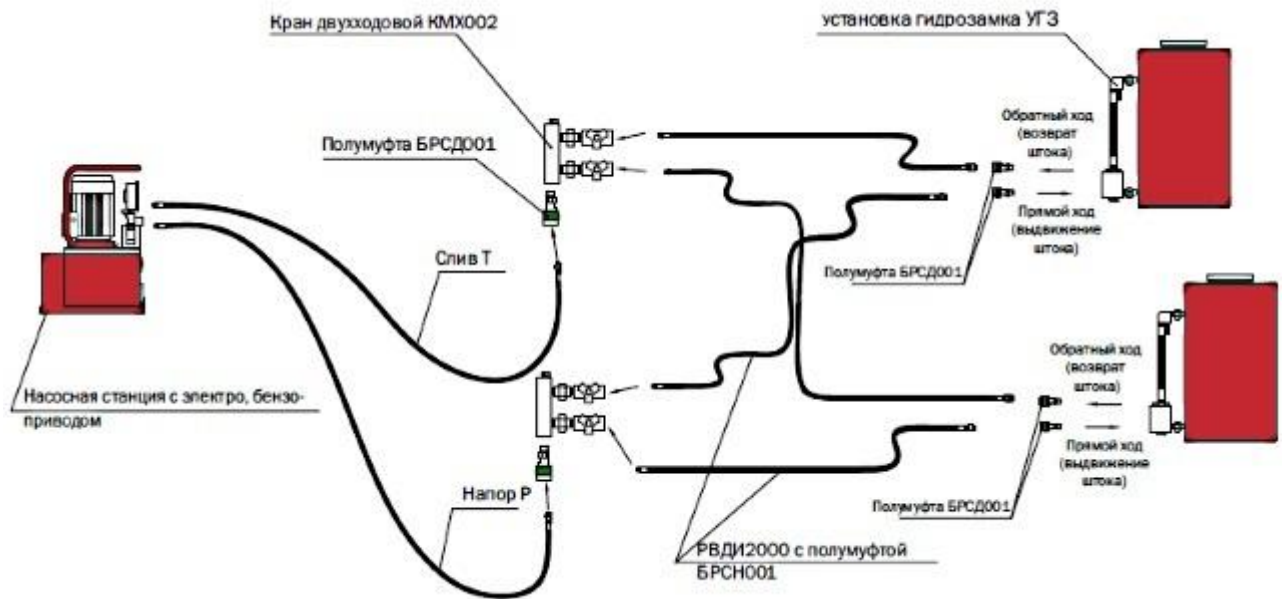 Кран двухходовой КМХ002
установка гидрозамка УГЗ
Полумуфта БРСД001
Обратный ход
(возврат
штока)
Прямой ход
(выдвижение
штока)
Полумуфта БРСД001
Слив Т
Насосная станция с электро, бензо-
приводом
Обратный ход
(возврат
штока)
Прямой ход
(выдвижение
штока)
Полумуфта БРСД001
Напор Р
РВДИ2000 с полумуфтой
БРСН001